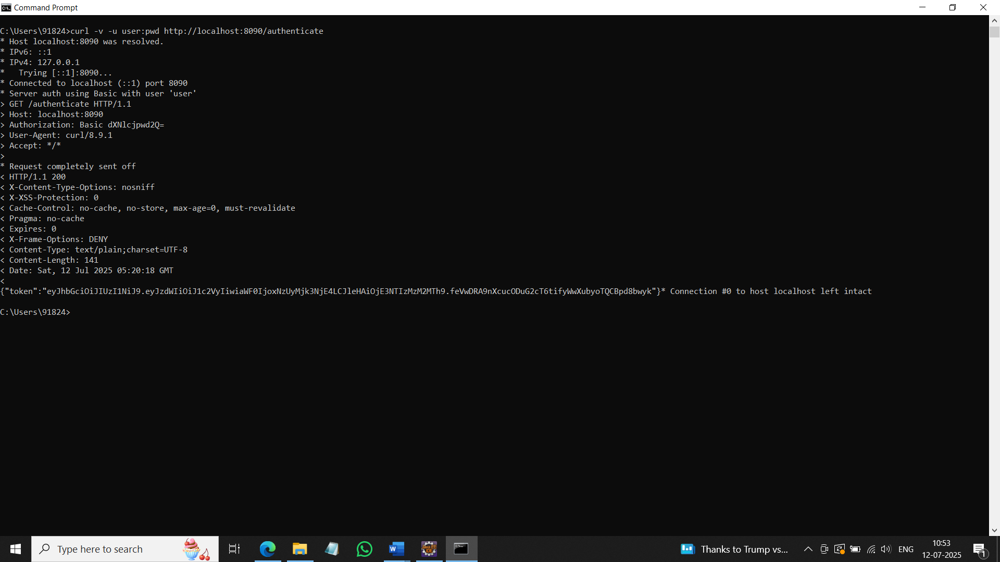 Command Prompt
C:\Users\91824>curl -v -u user:pwd http://localhost:8090/authenticate
* Host localhost:8090 was resolved.
* IPv6: ::1
* IPv4: 127.0.0.1
*   Trying [::1]:8090...
* Connected to localhost (::1) port 8090
* Server auth using Basic with user 'user'
> GET /authenticate HTTP/1.1
> Host: localhost:8090
> Authorization: Basic dXNlcjpwd2Q=
> User-Agent: curl/8.9.1
> Accept: */*
>
* Request completely sent off
< HTTP/1.1 200
< X-Content-Type-Options: nosniff
< X-XSS-Protection: 0
< Cache-Control: no-cache, no-store, max-age=0, must-revalidate
< Pragma: no-cache
< Expires: 0
< X-Frame-Options: DENY
< Content-Type: text/plain;charset=UTF-8
< Content-Length: 141
< Date: Sat, 12 Jul 2025 05:20:18 GMT
<
{"token":"eyJhbGciOiJIUzI1NiJ9.eyJzdWIiOiJ1c2VyIiwiaWF0IjoxNzUyMjk3NjE4LCJleHAiOjE3NTIzMzM2MTh9.feVwDRA9nXcucODuG2cT6tifyWwXubyoTQCBpd8bwyk"}* Connection #0 to host localhost left intact
C:\Users\91824>
Type here to search
Thanks to Trump vs...
ENG
10:53
12-07-2025
1